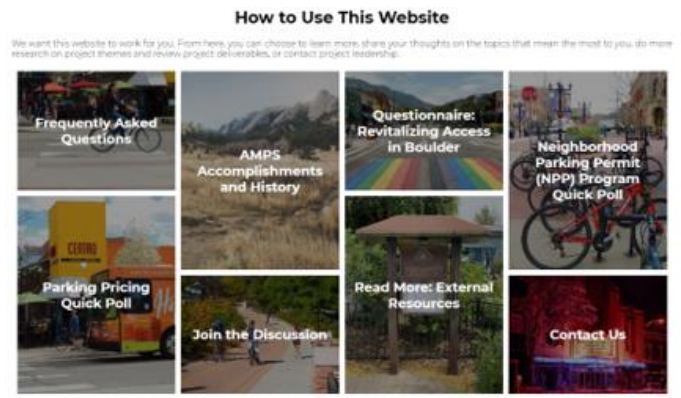 How to Use This Website
We want this website to work for you. From here, you can choose to learn more, share your thoughts on the topics that mean the most to you, do more
research on project themes and review project deliverables, or contact project leadership.
Frequently Asked
Questions
AMPS
Accomplishments
and History
Questionnaire:
Revitalizing Access
in Boulder
Neighborhood
Parking Permit
(NPP) Program
Quick Poll
CENTRO
Parking Pricing
Quick Poll
Join the Discussion
Read More: External
Resources
Contact Us